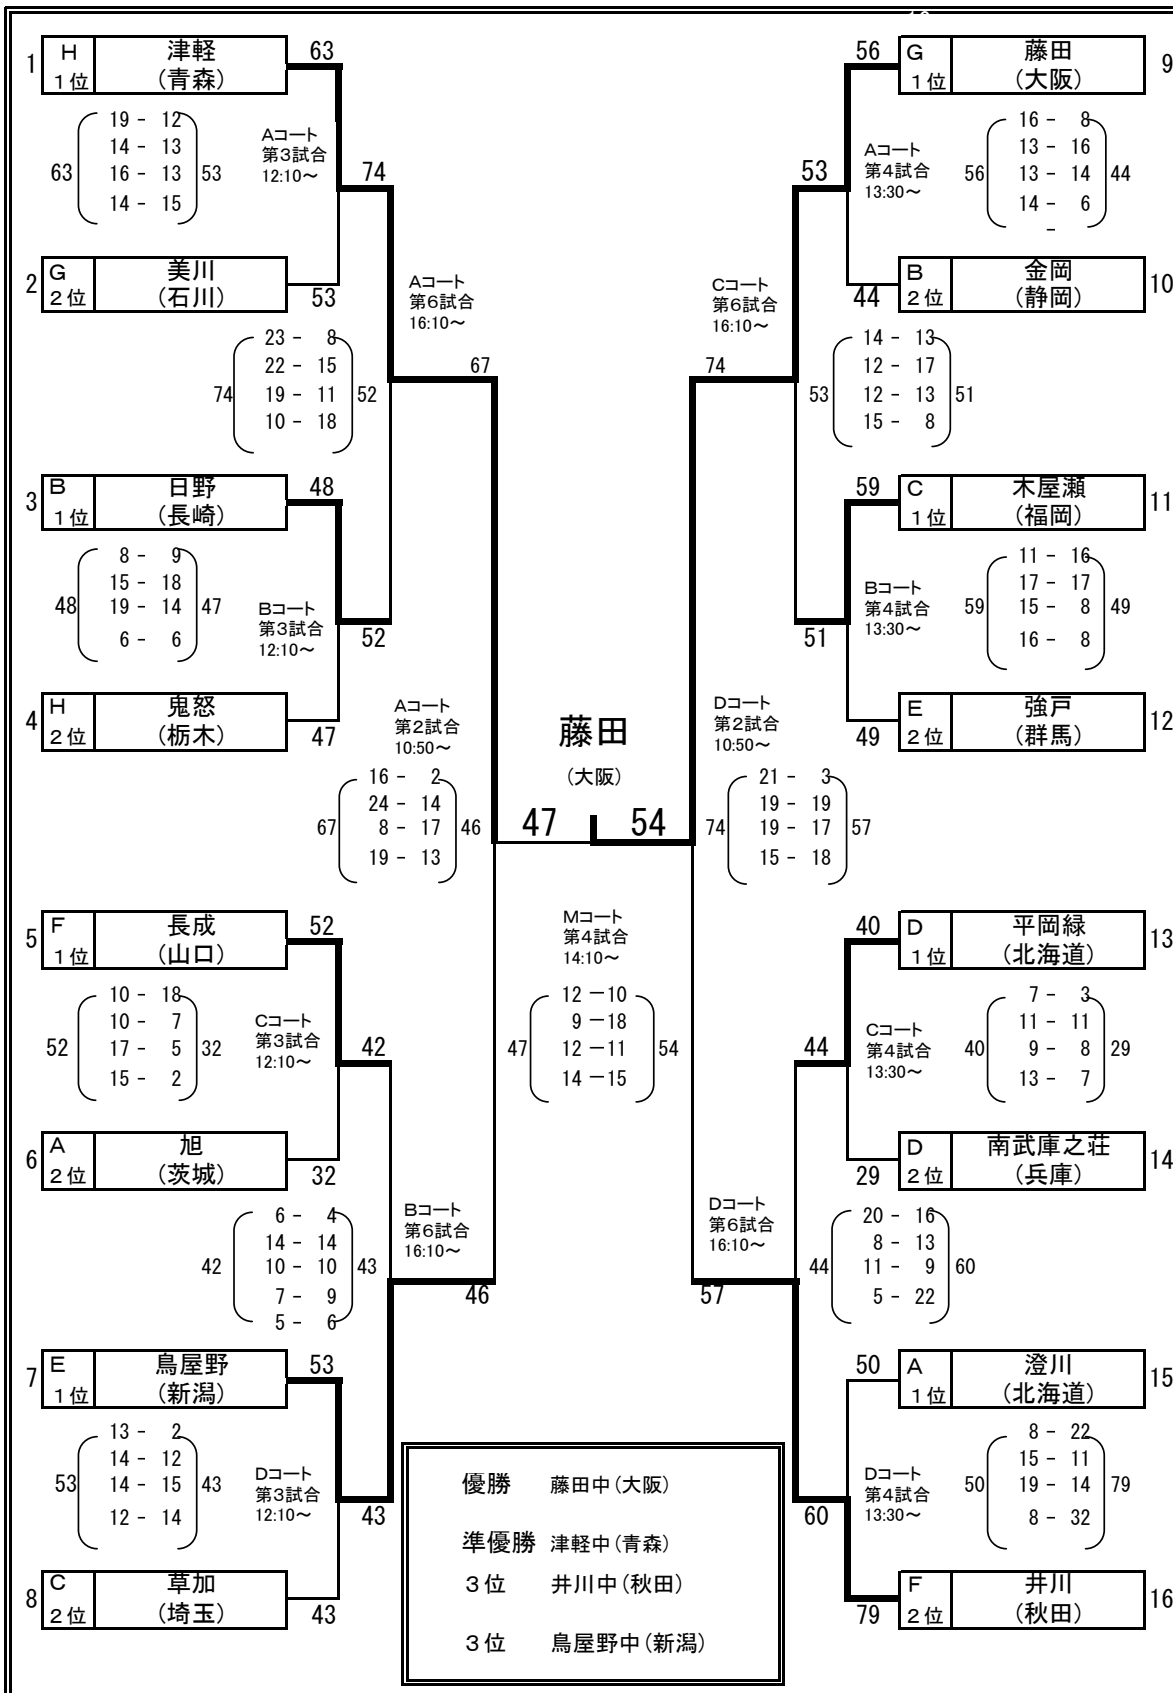 1
H
1位
津軽
(青森)
63
19 - 12
14 - 13
16 - 13
14 - 15
63
53
Aコート
第3試合
12:10～
74
2
G
2位
美川
(石川)
53
23 - 8
22 - 15
19 - 11
10 - 18
74
52
Aコート
第6試合
16:10～
67
3
B
1位
日野
(長崎)
48
8 - 9
15 - 18
19 - 14
6 - 6
48
47
Bコート
第3試合
12:10～
52
4
H
2位
鬼怒
(栃木)
47
Aコート
第2試合
10:50～
16 - 2
24 - 14
8 - 17
19 - 13
67
46
5
F
1位
長成
(山口)
52
10 - 18
10 - 7
17 - 5
15 - 2
52
32
Cコート
第3試合
12:10～
42
6
A
2位
旭
(茨城)
32
6 - 4
14 - 14
10 - 10
7 - 9
5 - 6
42
43
Bコート
第6試合
16:10～
46
7
E
1位
鳥屋野
(新潟)
53
13 - 2
14 - 12
14 - 15
12 - 14
53
43
Dコート
第3試合
12:10～
43
8
C
2位
草加
(埼玉)
43
藤田
(大阪)
47
54
Mコート
第4試合
14:10～
12 －10
9 －18
12 －11
14 －15
47
54
56
G
1位
藤田
(大阪)
9
16 - 8
13 - 16
13 - 14
14 - 6
-
56
44
Aコート
第4試合
13:30～
53
B
2位
金岡
(静岡)
10
44
14 - 13
12 - 17
12 - 13
15 - 8
53
51
Cコート
第6試合
16:10～
74
59
C
1位
木屋瀬
(福岡)
11
11 - 16
17 - 17
15 - 8
16 - 8
59
49
Bコート
第4試合
13:30～
51
E
2位
強戸
(群馬)
12
49
Dコート
第2試合
10:50～
21 - 3
19 - 19
19 - 17
15 - 18
74
57
40
D
1位
平岡緑
(北海道)
13
7 - 3
11 - 11
9 - 8
13 - 7
40
29
Cコート
第4試合
13:30～
44
D
2位
南武庫之荘
(兵庫)
14
29
20 - 16
8 - 13
11 - 9
5 - 22
44
60
Dコート
第6試合
16:10～
57
50
A
1位
澄川
(北海道)
15
8 - 22
15 - 11
19 - 14
8 - 32
50
79
Dコート
第4試合
13:30～
60
F
2位
井川
(秋田)
16
79
優勝 藤田中(大阪)
準優勝 津軽中(青森)
3位 井川中(秋田)
3位 鳥屋野中(新潟)